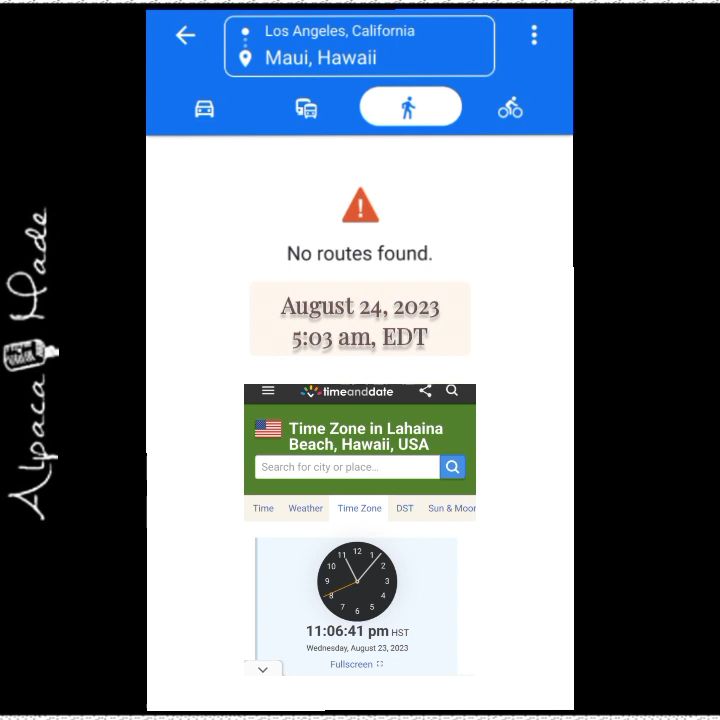 Los Angeles, California
Maui, Hawaii
No routes found.
August 24, 2023
5:03 am, EDT
timeanddate
Time Zone in Lahaina
Beach, Hawaii, USA
Search for city or place...
Time Weather Time Zone DST Sun & Moon
12
11 1
10 2
9 3
8 4
7 5
6
11:06:41 pm HST
Wednesday, August 23, 2023
Fullscreen
Alpaca Made